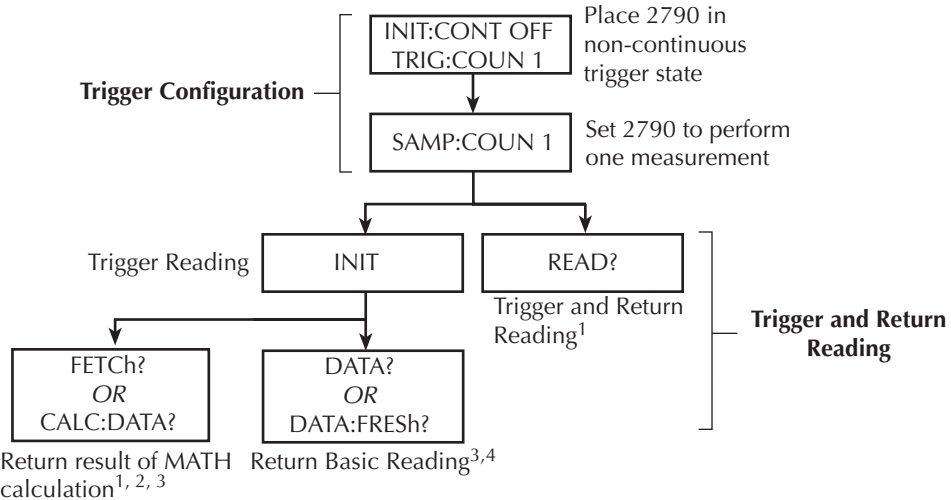 INIT:CONT OFF
TRIG:COUN 1
Place 2790 in
non-continuous
trigger state
Trigger Configuration
SAMP:COUN 1
Set 2790 to perform
one measurement
Trigger Reading
INIT
READ?
Trigger and Return
Reading1
Trigger and Return
Reading
FETCh?
OR
CALC:DATA?
DATA?
OR
DATA:FRESh?
Return result of MATH
calculation1, 2, 3
Return Basic Reading3,4